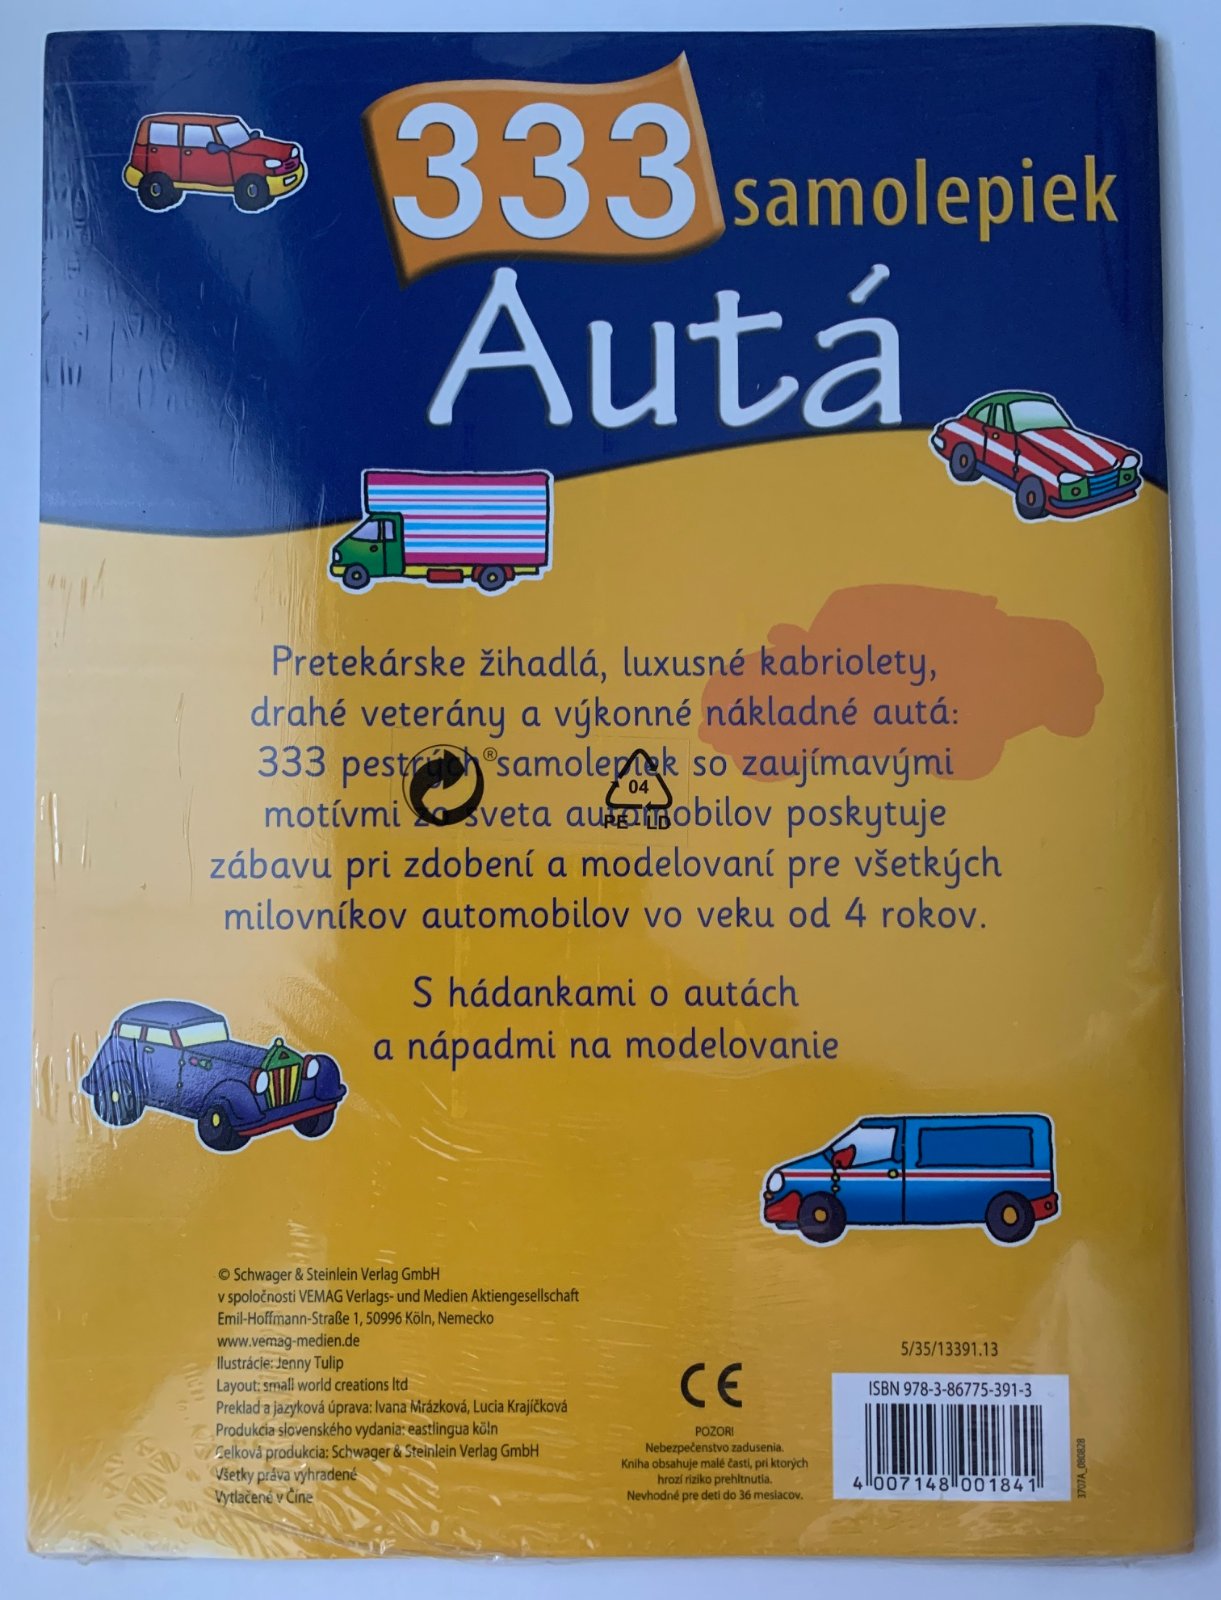 333 samolepiek
Autá
Pretekárske žihadlá, luxusné kabriolety,
drahé veterány a výkonné nákladné autá:
333 pestrých samolepiek so zaujímavými
motívmi zo sveta automobilov poskytuje
zábavu pri zdobení a modelovaní pre všetkých
milovníkov automobilov vo veku od 4 rokov.
®
04
PE - LD
S hádankami o autách
a nápadmi na modelovanie
© Schwager & Steinlein Verlag GmbH
v spoločnosti VEMAG Verlags- und Medien Aktiengesellschaft
Emil-Hoffmann-Straße 1, 50996 Köln, Nemecko
www.vemag-medien.de
Ilustrácie: Jenny Tulip
Layout: small world creations ltd
Preklad a jazyková úprava: Ivana Mrázková, Lucia Krajíčková
Produkcia slovenského vydania: eastlingua köln
Celková produkcia: Schwager & Steinlein Verlag GmbH
Všetky práva vyhradené
Vytlačené v Číne
CE
POZOR!
Nebezpečenstvo zadusenia.
Kniha obsahuje malé časti, pri ktorých
hrozí riziko prehltnutia.
Nevhodné pre deti do 36 mesiacov.
5/35/13391.13
ISBN 978-3-86775-391-3
4 007148 001841
3707A_080828